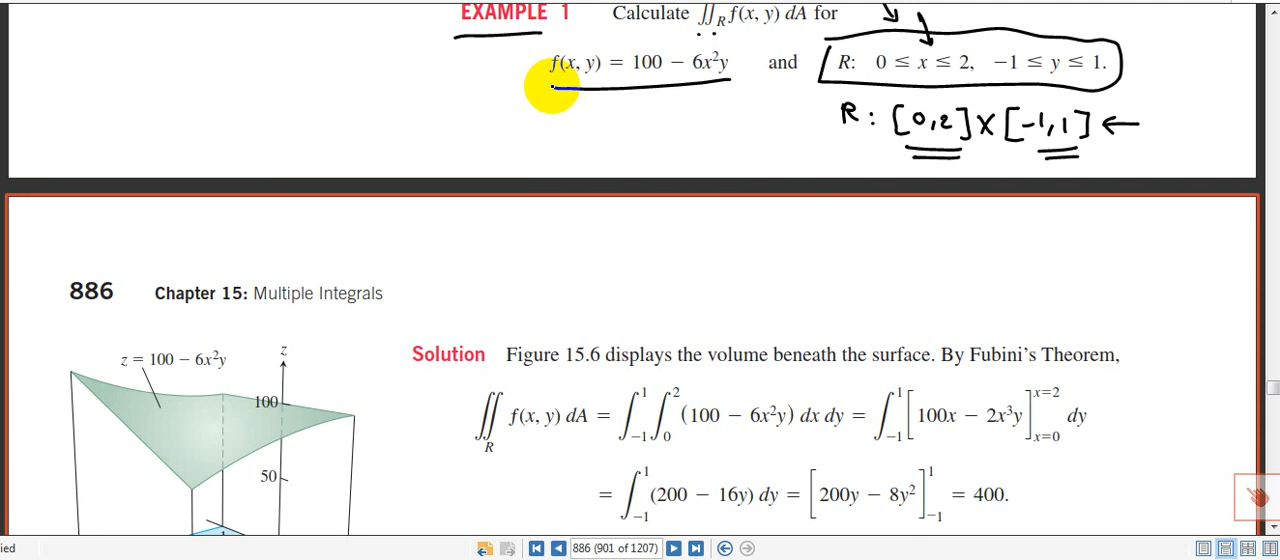 EXAMPLE 1 Calculate ∬_R f(x, y) dA for
f(x, y) = 100 − 6x²y and R: 0 ≤ x ≤ 2, −1 ≤ y ≤ 1.
R : [0,2] X [-1,1] ←
886 Chapter 15: Multiple Integrals
Solution Figure 15.6 displays the volume beneath the surface. By Fubini's Theorem,
z = 100 − 6x²y
z
100
50
1
∬_R f(x, y) dA = ∫_{−1}^{1} ∫_{0}^{2} (100 − 6x²y) dx dy = ∫_{−1}^{1} [100x − 2x³y]_{x=0}^{x=2} dy
= ∫_{−1}^{1} (200 − 16y) dy = [200y − 8y²]_{−1}^{1} = 400.
ied
886 (901 of 1207)